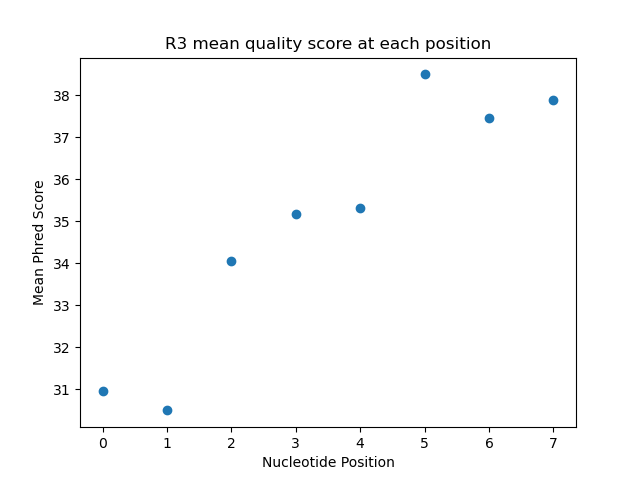 R3 mean quality score at each position
Mean Phred Score
38
37
36
35
34
33
32
31
0 1 2 3 4 5 6 7
Nucleotide Position